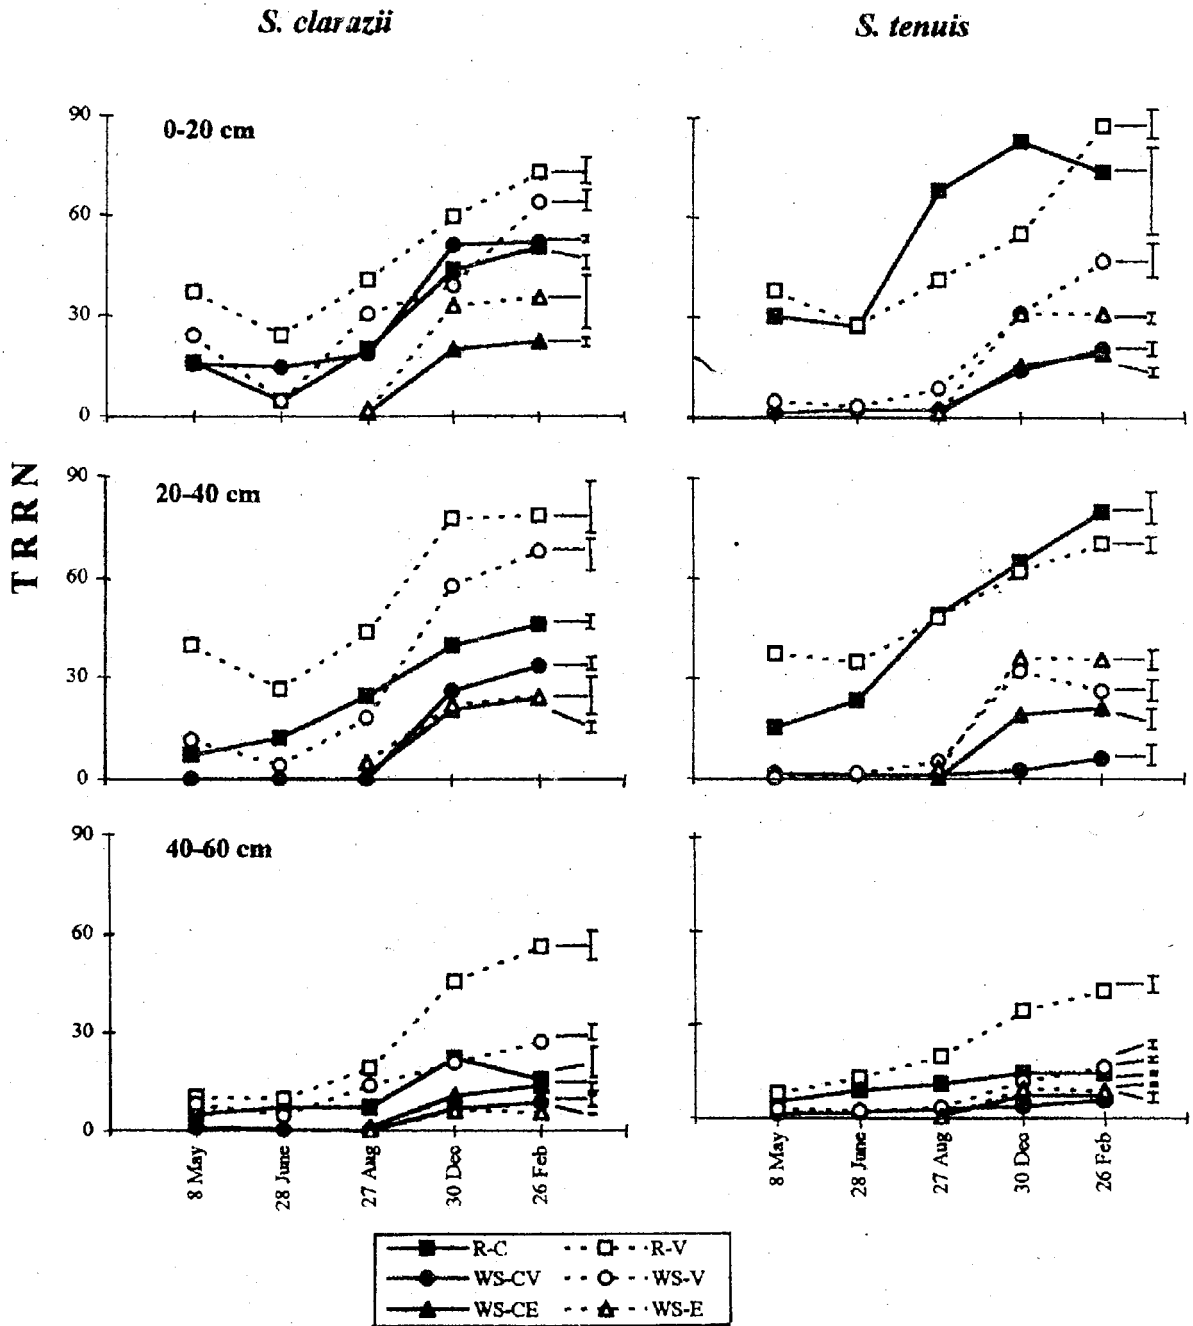 S. clarazii
S. tenuis
90
0-20 cm
60
30
0
T R R N
90
20-40 cm
60
30
0
90
40-60 cm
60
30
0
8 May
28 June
27 Aug
30 Dec
26 Feb
8 May
28 June
27 Aug
30 Dec
26 Feb
R-C
R-V
WS-CV
WS-V
WS-CE
WS-E